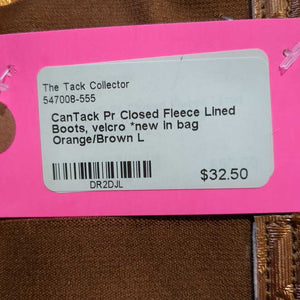 The Tack Collector
547008-555
CanTack Pr Closed Fleece Lined
Boots, velcro *new in bag
Orange/Brown L
DR2DJL
$32.50